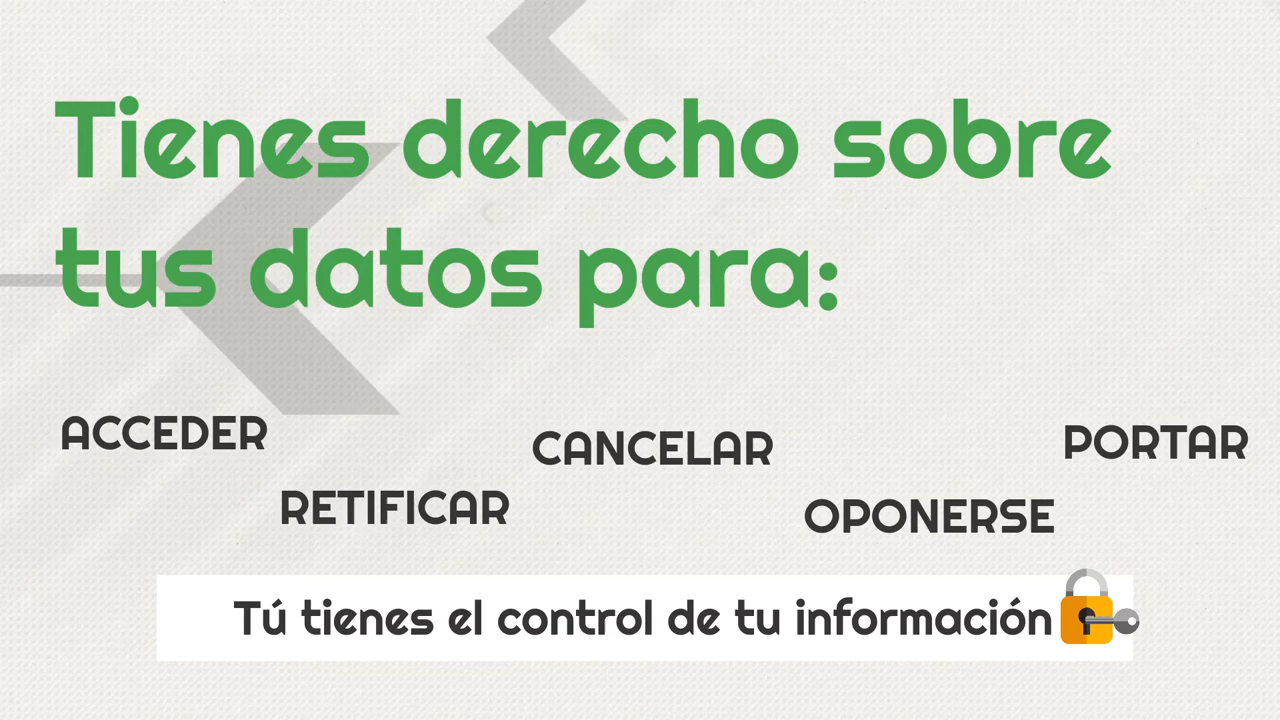 Tienes derecho sobre
tus datos para:
ACCEDER
RETIFICAR
CANCELAR
OPONERSE
PORTAR
Tú tienes el control de tu información